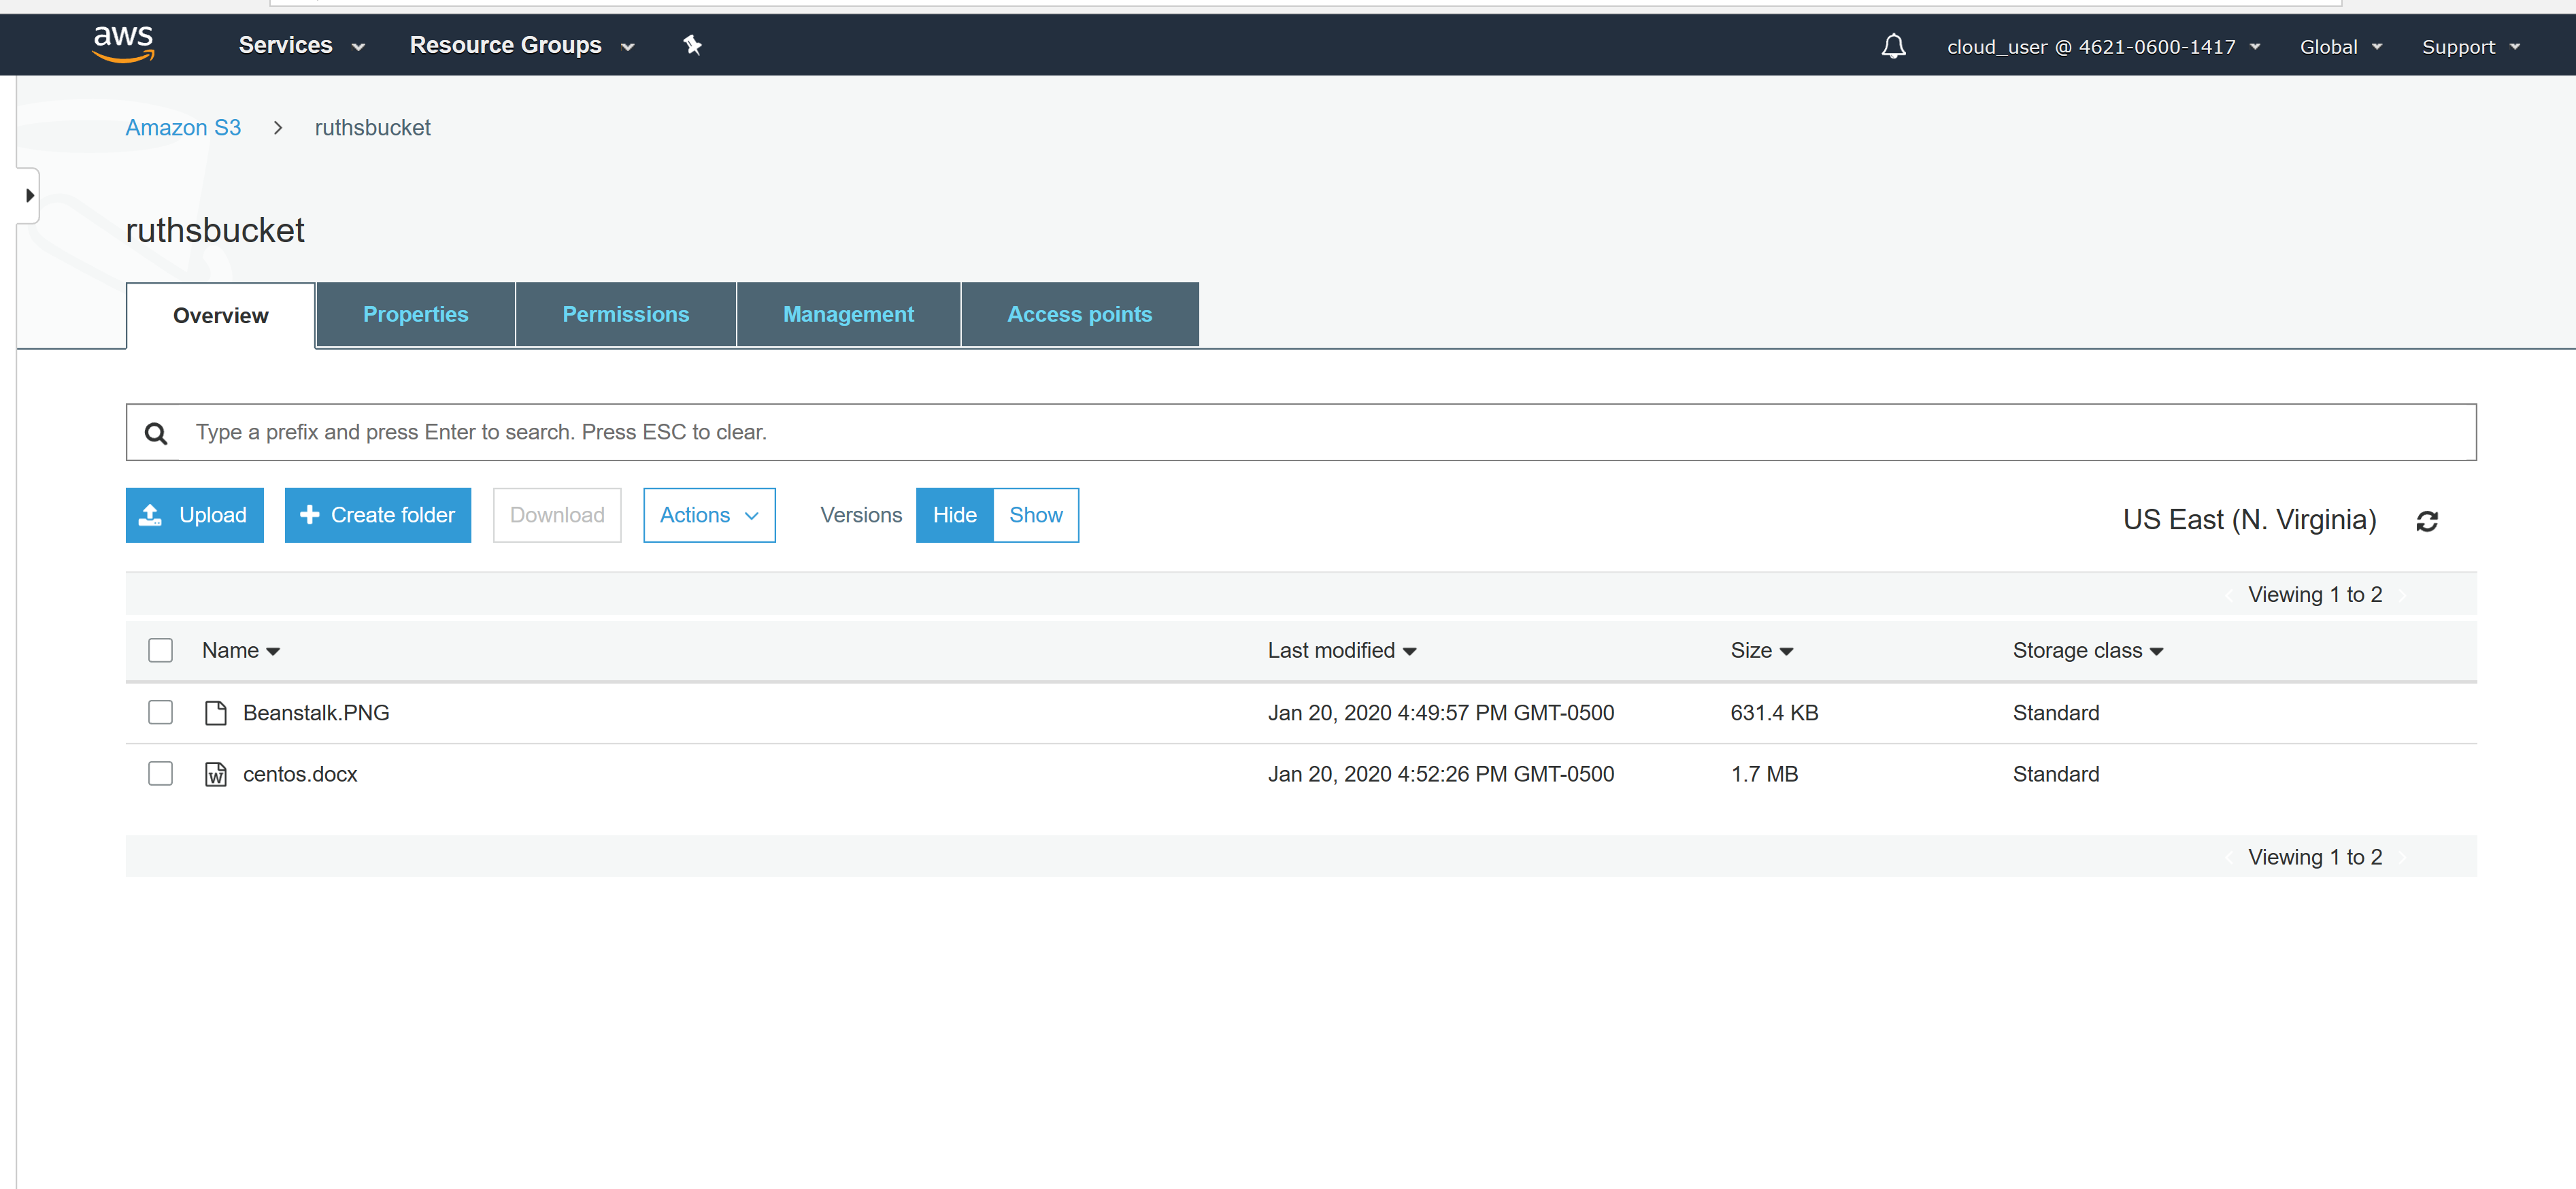 aws Services Resource Groups cloud_user @ 4621-0600-1417 Global Support
Amazon S3 > ruthsbucket
ruthsbucket
Overview Properties Permissions Management Access points
Type a prefix and press Enter to search. Press ESC to clear.
Upload Create folder Download Actions Versions Hide Show US East (N. Virginia)
Viewing 1 to 2
Name Last modified Size Storage class
Beanstalk.PNG Jan 20, 2020 4:49:57 PM GMT-0500 631.4 KB Standard
centos.docx Jan 20, 2020 4:52:26 PM GMT-0500 1.7 MB Standard
Viewing 1 to 2